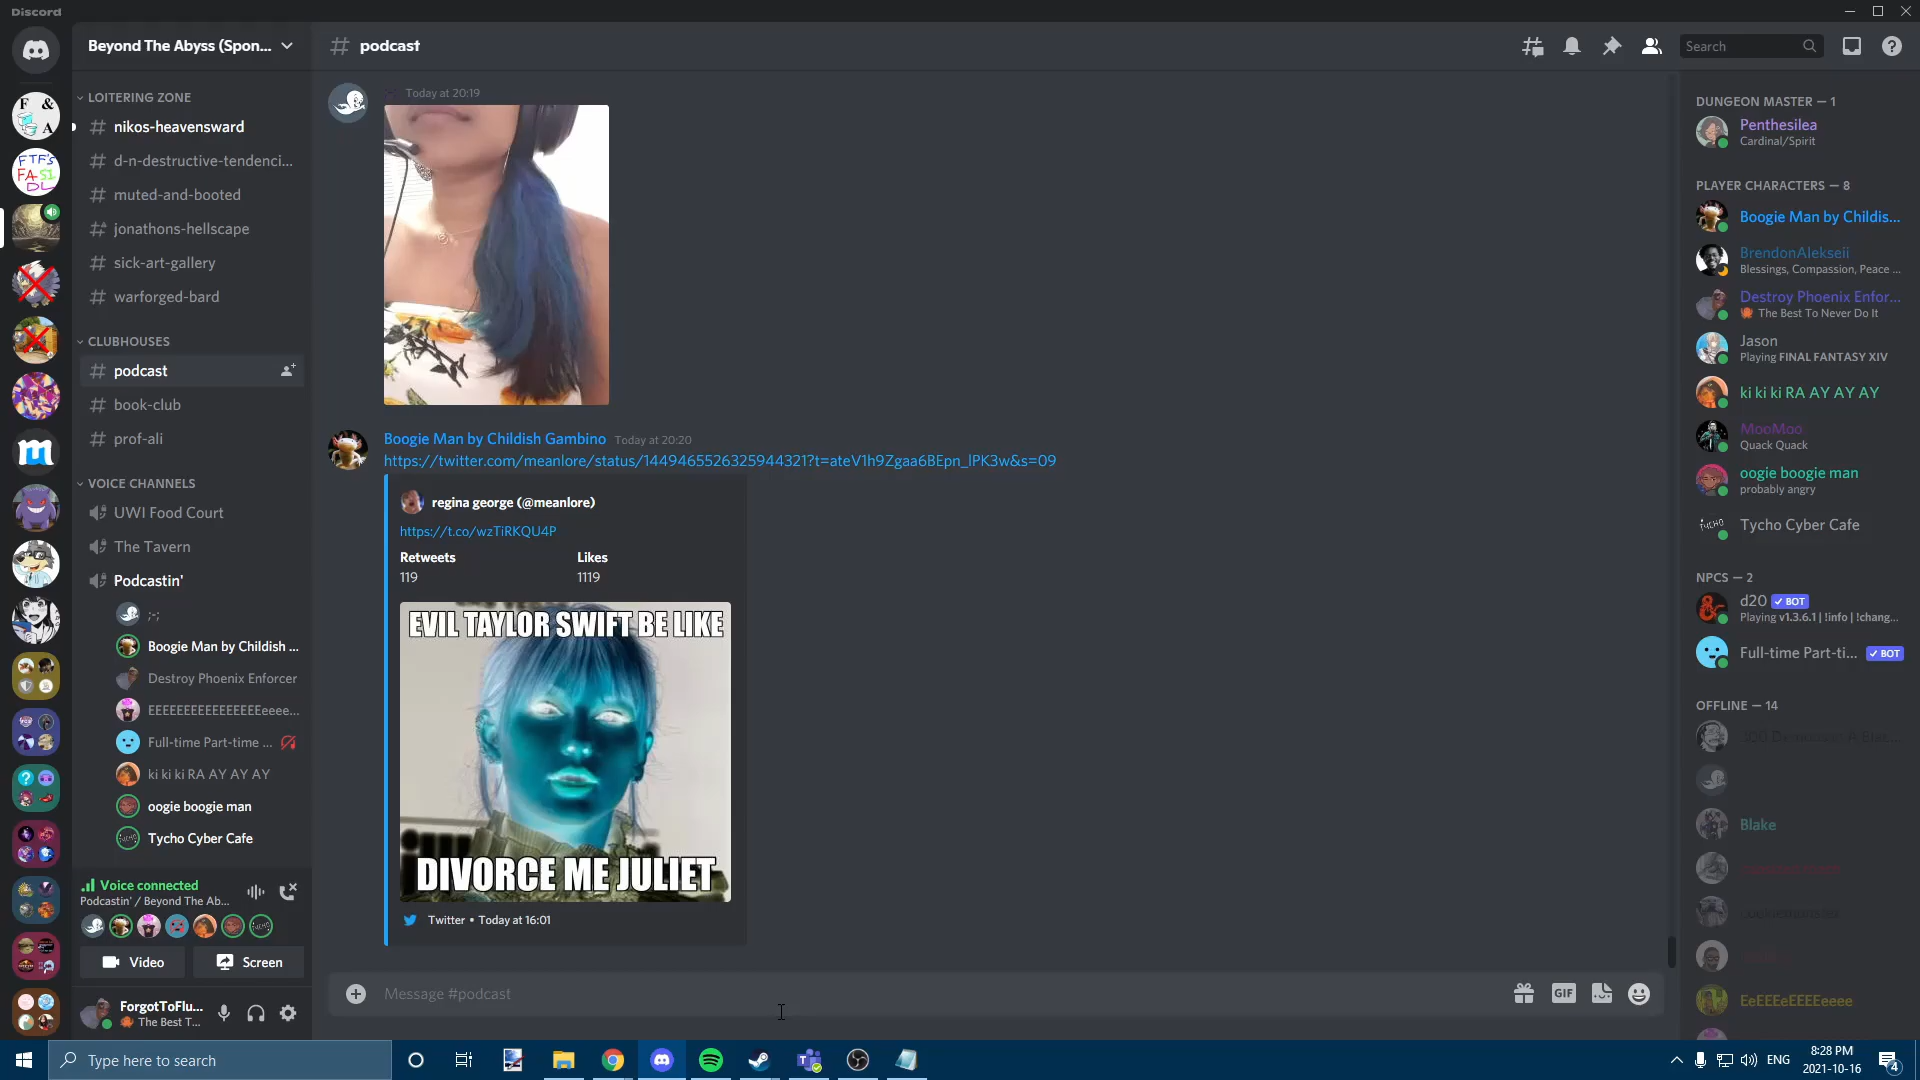 Discord
Beyond The Abyss (Spon...
podcast
Search
F &
A
FTF'S
LOITERING ZONE
nikos-heavensward
d-n-destructive-tendenci...
muted-and-booted
jonathons-hellscape
sick-art-gallery
warforged-bard
CLUBHOUSES
podcast
book-club
prof-ali
VOICE CHANNELS
UWI Food Court
The Tavern
Podcastin'
;-;
Boogie Man by Childish ...
Destroy Phoenix Enforcer
EEEEEEEEEEEEEEEEeeee...
Full-time Part-time ...
ki ki ki RA AY AY AY
oogie boogie man
Tycho Cyber Cafe
Voice connected
Podcastin' / Beyond The Ab...
Video
Screen
ForgotToFlu...
The Best T...
Today at 20:19
Boogie Man by Childish Gambino Today at 20:20
https://twitter.com/meanlore/status/1449465526325944321?t=ateV1h9Zgaa6BEpn_lPK3w&s=09
regina george (@meanlore)
https://t.co/wzTiRKQU4P
Retweets Likes
119 1119
EVIL TAYLOR SWIFT BE LIKE
DIVORCE ME JULIET
Twitter • Today at 16:01
Message #podcast
GIF
DUNGEON MASTER — 1
Penthesilea
Cardinal/Spirit
PLAYER CHARACTERS — 8
Boogie Man by Childis...
BrendonAlekseii
Blessings, Compassion, Peace ...
Destroy Phoenix Enfor...
The Best To Never Do It
Jason
Playing FINAL FANTASY XIV
ki ki ki RA AY AY AY
MooMoo
Quack Quack
oogie boogie man
probably angry
Tycho Cyber Cafe
NPCS — 2
d20 BOT
Playing v1.3.6.1 | !info | !chang...
Full-time Part-ti... BOT
OFFLINE — 14
Blake
EeEEEeEEEEeeee
Type here to search
ENG
8:28 PM
2021-10-16
4